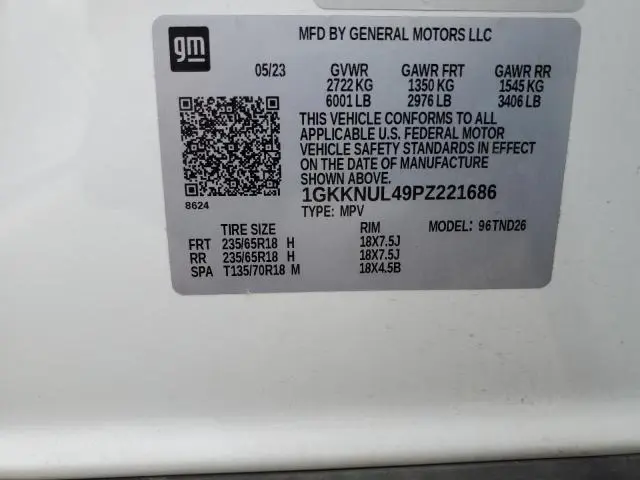 gm
MFD BY GENERAL MOTORS LLC
05/23 GVWR GAWR FRT GAWR RR
2722 KG 1350 KG 1545 KG
6001 LB 2976 LB 3406 LB
THIS VEHICLE CONFORMS TO ALL
APPLICABLE U.S. FEDERAL MOTOR
VEHICLE SAFETY STANDARDS IN EFFECT
ON THE DATE OF MANUFACTURE
SHOWN ABOVE.
1GKKNUL49PZ221686
8624
TYPE: MPV
TIRE SIZE RIM MODEL: 96TND26
FRT 235/65R18 H 18X7.5J
RR 235/65R18 H 18X7.5J
SPA T135/70R18 M 18X4.5B